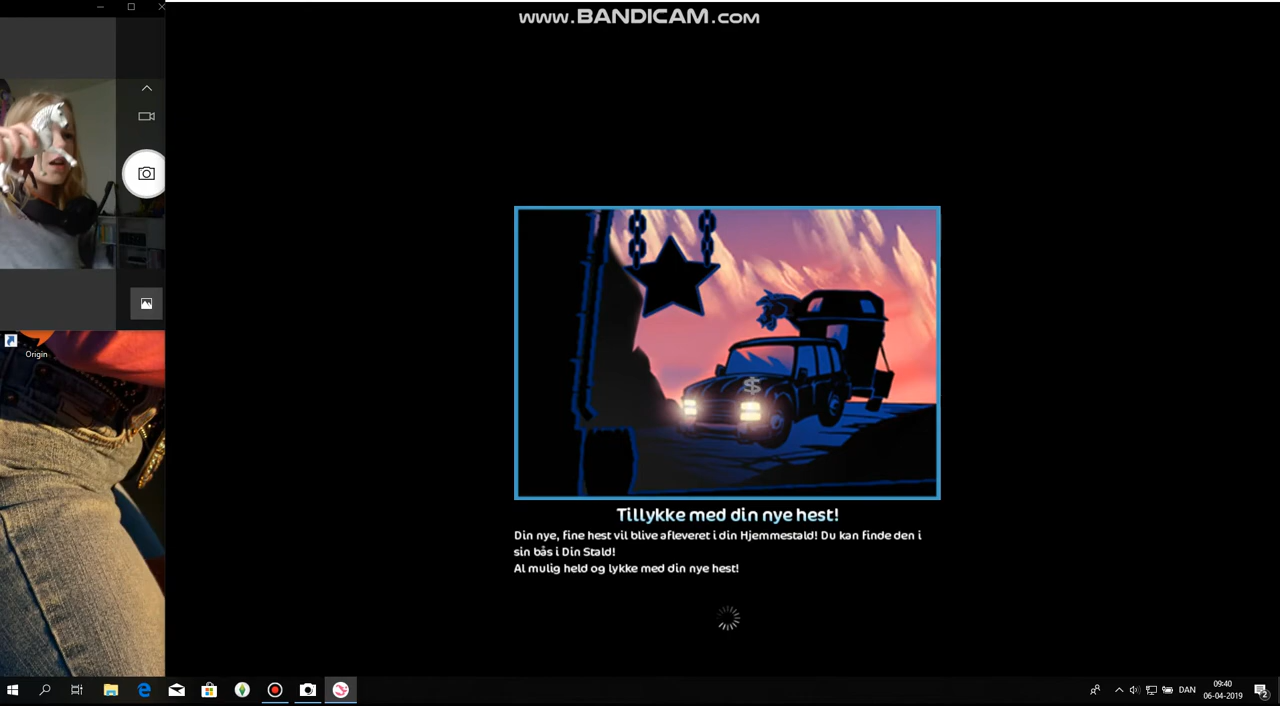 www.BANDICAM.com
Origin
$
Tillykke med din nye hest!
Din nye, fine hest vil blive afleveret i din Hjemmestald! Du kan finde den i
sin bås i Din Stald!
Al mulig held og lykke med din nye hest!
DAN
09:40
06-04-2019
2